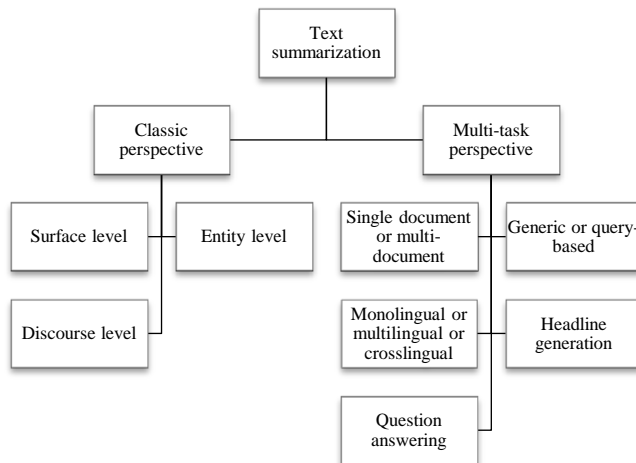 Text
summarization
Classic
perspective
Multi-task
perspective
Surface level
Entity level
Discourse level
Single document
or multi-
document
Generic or query-
based
Monolingual or
multilingual or
crosslingual
Headline
generation
Question
answering